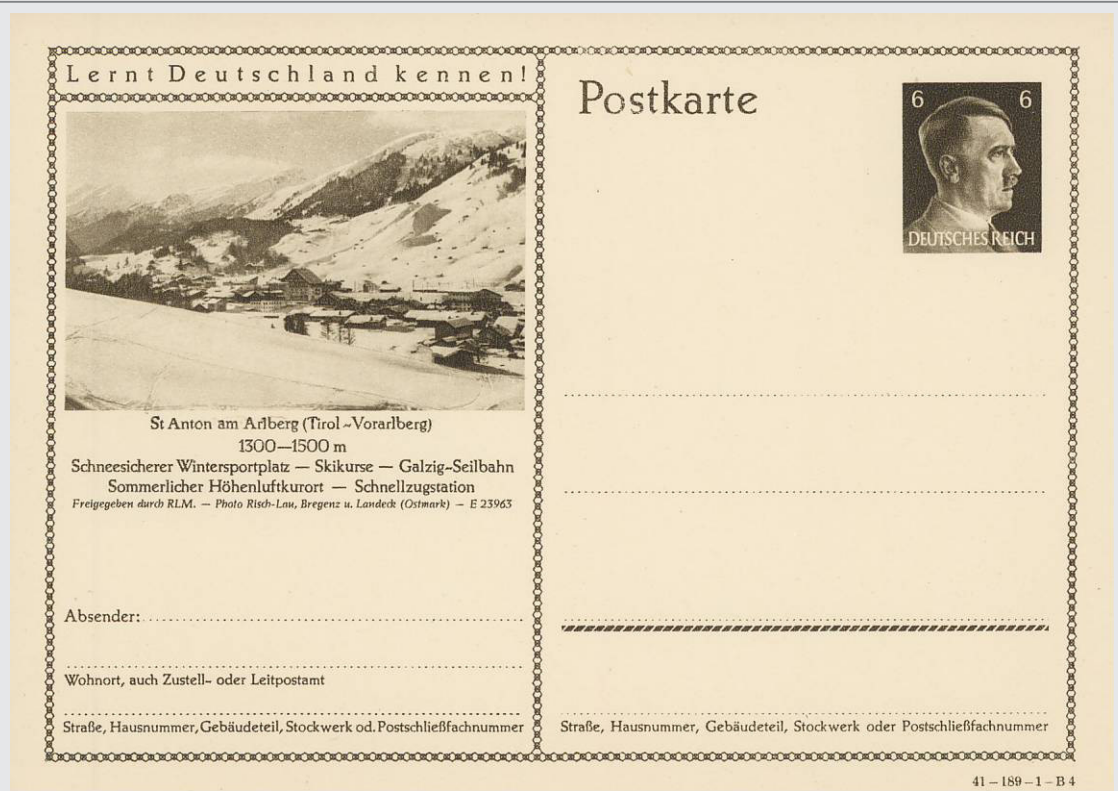 Lernt Deutschland kennen!
St Anton am Arlberg (Tirol-Vorarlberg)
1300—1500 m
Schneesicherer Wintersportplatz — Skikurse — Galzig-Seilbahn
Sommerlicher Höhenluftkurort — Schnellzugstation
Freigegeben durch RLM. — Photo Risch-Lau, Bregenz u. Landeck (Ostmark) — E 23963
Absender:
Wohnort, auch Zustell- oder Leitpostamt
Straße, Hausnummer, Gebäudeteil, Stockwerk od. Postschließfachnummer
Postkarte
6 6
DEUTSCHES REICH
Straße, Hausnummer, Gebäudeteil, Stockwerk oder Postschließfachnummer
41 – 189 – 1 – B 4